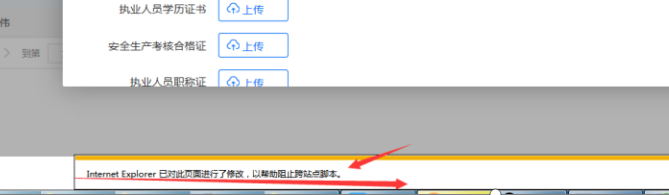 执业人员学历证书 上传
伟
到第
安全生产考核合格证 上传
执业人员职称证 上传
Internet Explorer 已对此页面进行了修改，以帮助阻止跨站点脚本。